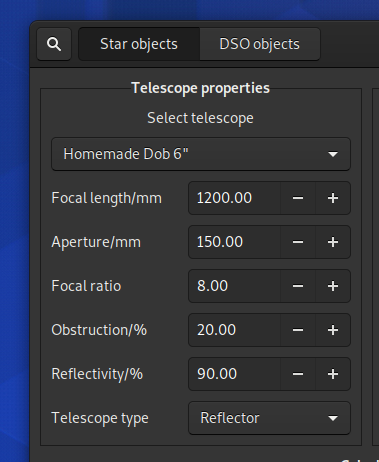 Star objects DSO objects
Telescope properties
Select telescope
Homemade Dob 6"
Focal length/mm 1200.00
Aperture/mm 150.00
Focal ratio 8.00
Obstruction/% 20.00
Reflectivity/% 90.00
Telescope type Reflector